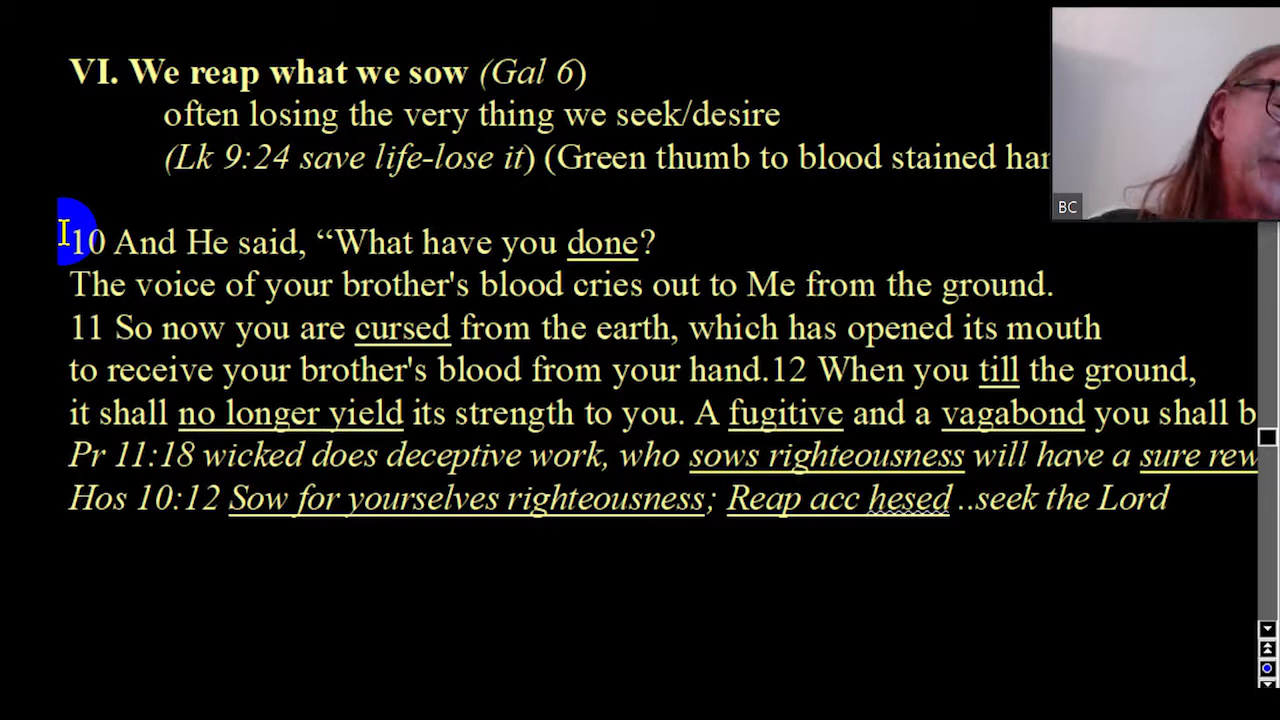 VI. We reap what we sow (Gal 6)
often losing the very thing we seek/desire
(Lk 9:24 save life-lose it) (Green thumb to blood stained
BC
10 And He said, “What have you done?
The voice of your brother's blood cries out to Me from the ground.
11 So now you are cursed from the earth, which has opened its mouth
to receive your brother's blood from your hand.12 When you till the ground,
it shall no longer yield its strength to you. A fugitive and a vagabond you shall
Pr 11:18 wicked does deceptive work, who sows righteousness will have a sure
Hos 10:12 Sow for yourselves righteousness; Reap acc hesed ..seek the Lord